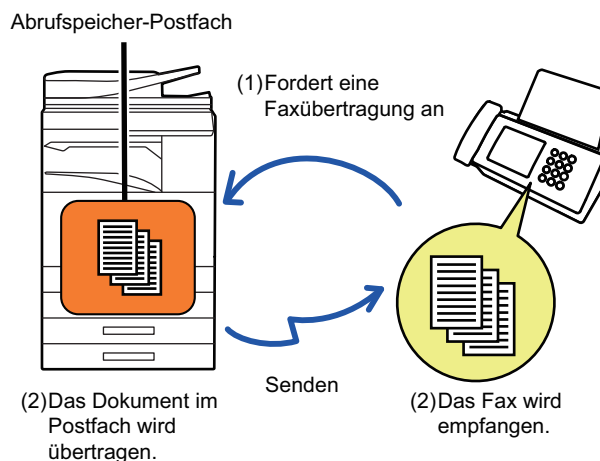 Abrufspeicher-Postfach
(1)Fordert eine
Faxübertragung an
Senden
(2)Das Dokument im
Postfach wird
übertragen.
(2)Das Fax wird
empfangen.